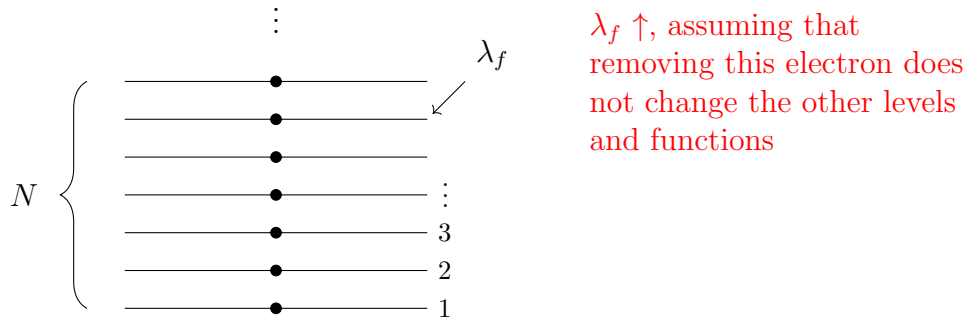 ⋮
λ_f
N
⋮
3
2
1
λ_f ↑, assuming that
removing this electron does
not change the other levels
and functions